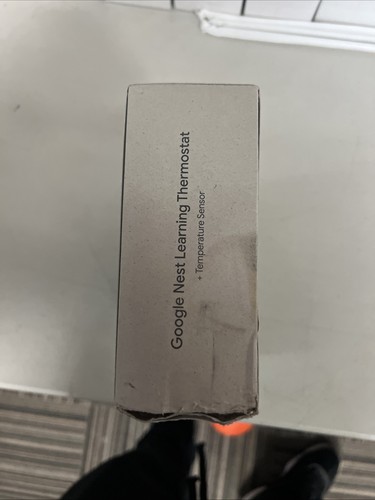 Google Nest Learning Thermostat
+ Temperature Sensor